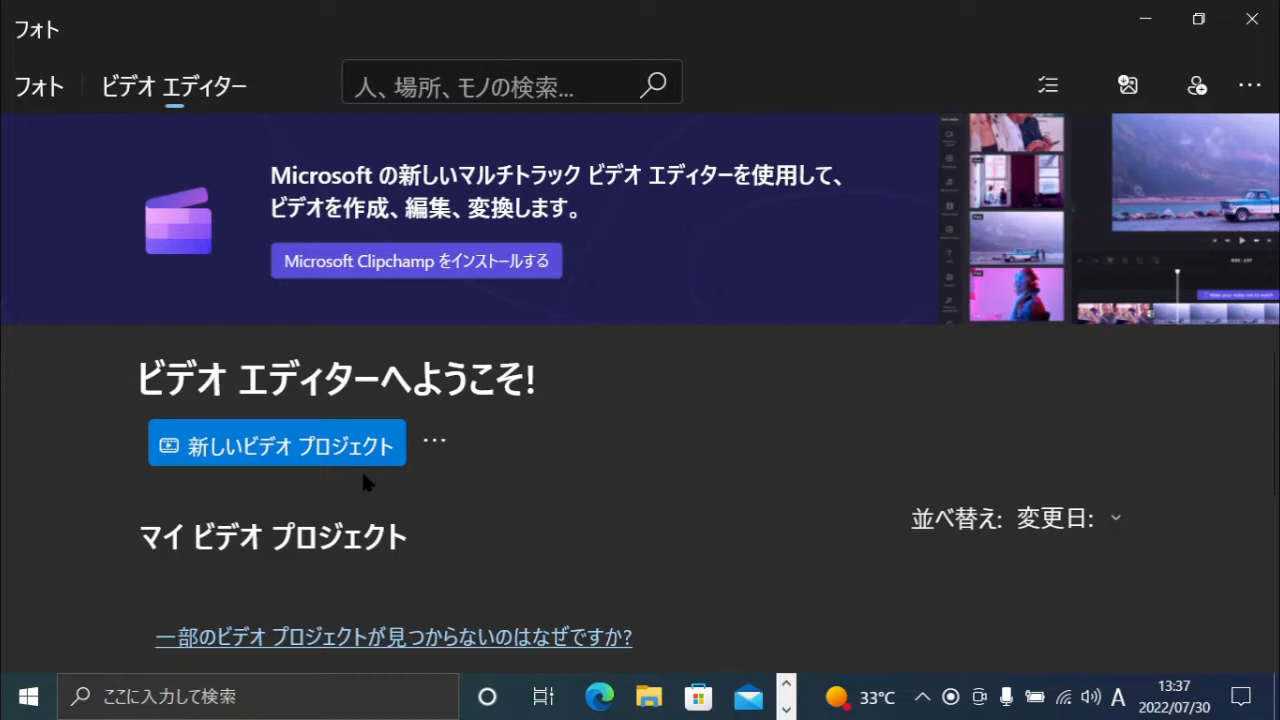 フォト
フォト
ビデオ エディター
人、場所、モノの検索...
Microsoft の新しいマルチトラック ビデオ エディターを使用して、
ビデオを作成、編集、変換します。
Microsoft Clipchamp をインストールする
ビデオ エディターへようこそ!
新しいビデオ プロジェクト
マイ ビデオ プロジェクト
並べ替え: 変更日:
一部のビデオ プロジェクトが見つからないのはなぜですか?
ここに入力して検索
33°C
A
13:37
2022/07/30